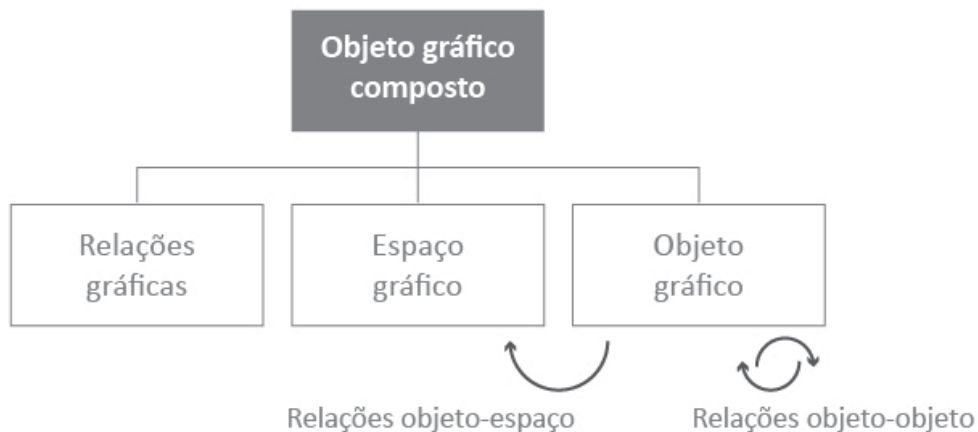 Objeto gráfico
composto
Relações
gráficas
Espaço
gráfico
Objeto
gráfico
Relações objeto-espaço
Relações objeto-objeto